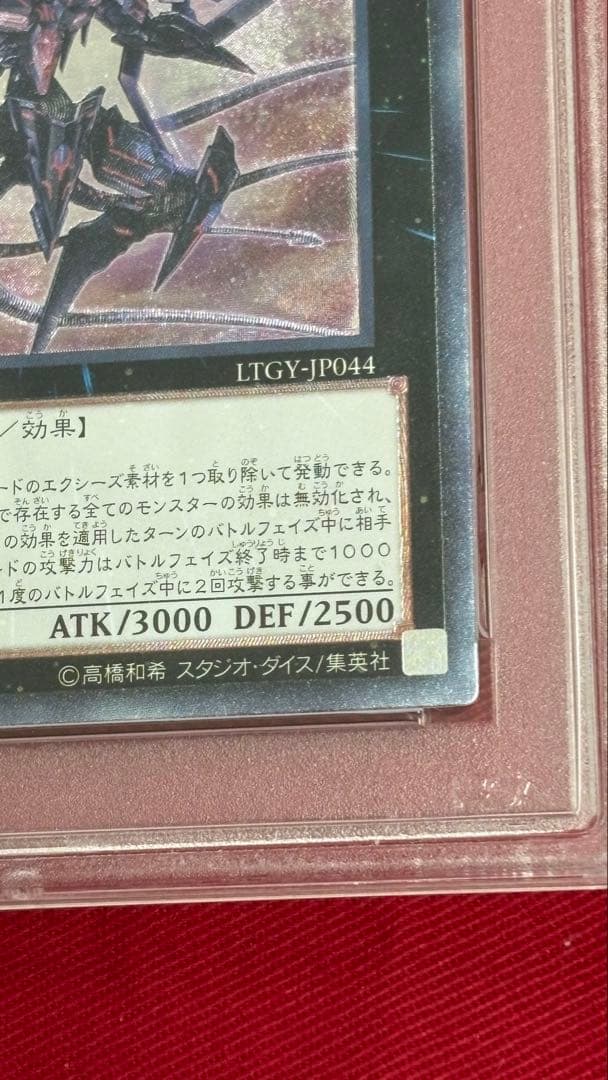 LTGY-JP044
／効果】
ードのエクシーズ素材を1つ取り除いて発動できる。
で存在する全てのモンスターの効果は無効化され、
の効果を適用したターンのバトルフェイズ中に相手
ルドの攻撃力はバトルフェイズ終了時まで1000
1度のバトルフェイズ中に2回攻撃する事ができる。
ATK/3000 DEF/2500
©高橋和希 スタジオ・ダイス/集英社